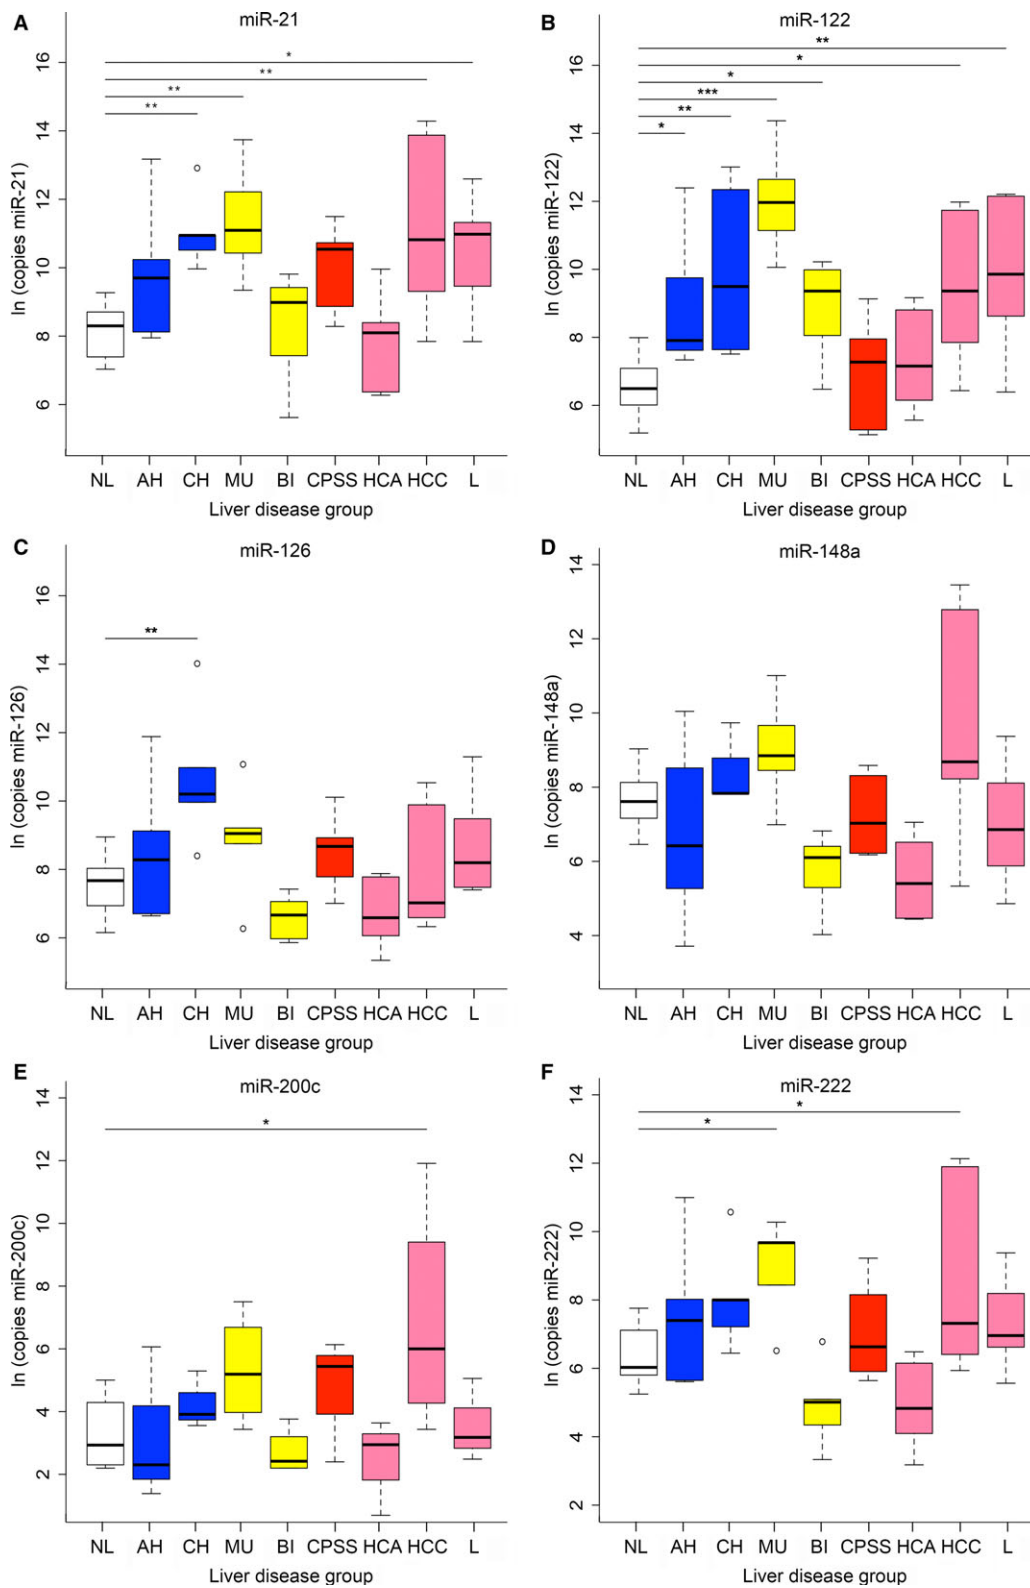 A
miR-21
ln (copies miR-21)
16
14
12
10
8
6
*
**
**
**
NL AH CH MU BI CPSS HCA HCC L
Liver disease group
B
miR-122
ln (copies miR-122)
16
14
12
10
8
6
**
*
*
***
**
*
NL AH CH MU BI CPSS HCA HCC L
Liver disease group
C
miR-126
ln (copies miR-126)
16
14
12
10
8
6
**
NL AH CH MU BI CPSS HCA HCC L
Liver disease group
D
miR-148a
ln (copies miR-148a)
14
12
10
8
6
4
NL AH CH MU BI CPSS HCA HCC L
Liver disease group
E
miR-200c
ln (copies miR-200c)
14
12
10
8
6
4
2
*
NL AH CH MU BI CPSS HCA HCC L
Liver disease group
F
miR-222
ln (copies miR-222)
14
12
10
8
6
4
2
*
*
NL AH CH MU BI CPSS HCA HCC L
Liver disease group